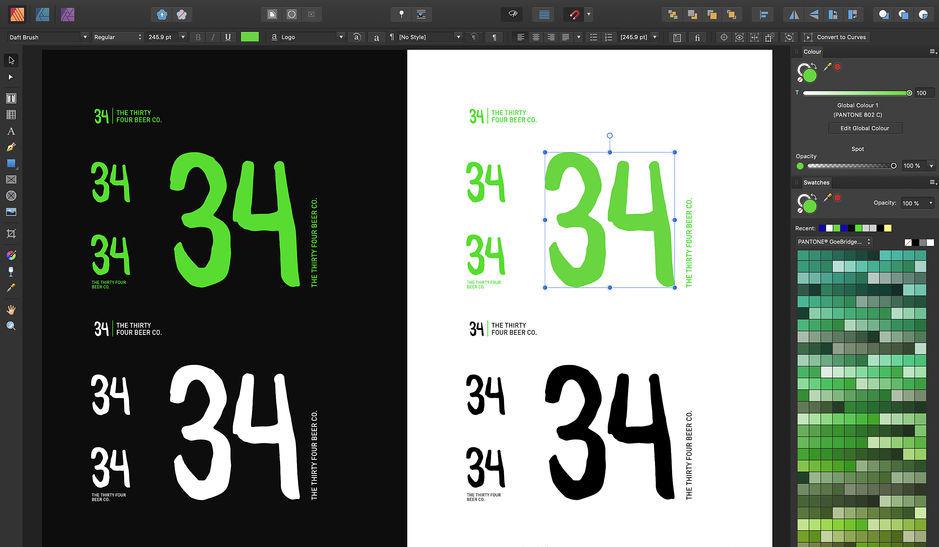 Daft Brush Regular 245.9 pt B I U a Logo a a ¶ [No Style] ¶ ¶ [245.9 pt] fi Convert to Curves
Colour
T 100
Global Colour 1
(PANTONE 802 C)
Edit Global Colour
Spot
Opacity
100 %
Swatches
Opacity: 100 %
Recent:
PANTONE® GoeBridge...
A
34 THE THIRTY
FOUR BEER CO.
34
34
34
THE THIRTY FOUR BEER CO.
THE THIRTY FOUR
BEER CO.
34 THE THIRTY
FOUR BEER CO.
34
34
34
THE THIRTY FOUR BEER CO.
THE THIRTY FOUR
BEER CO.
34 THE THIRTY
FOUR BEER CO.
34
34
34
THE THIRTY FOUR BEER CO.
THE THIRTY FOUR
BEER CO.
34 THE THIRTY
FOUR BEER CO.
34
34
34
THE THIRTY FOUR BEER CO.
THE THIRTY FOUR
BEER CO.